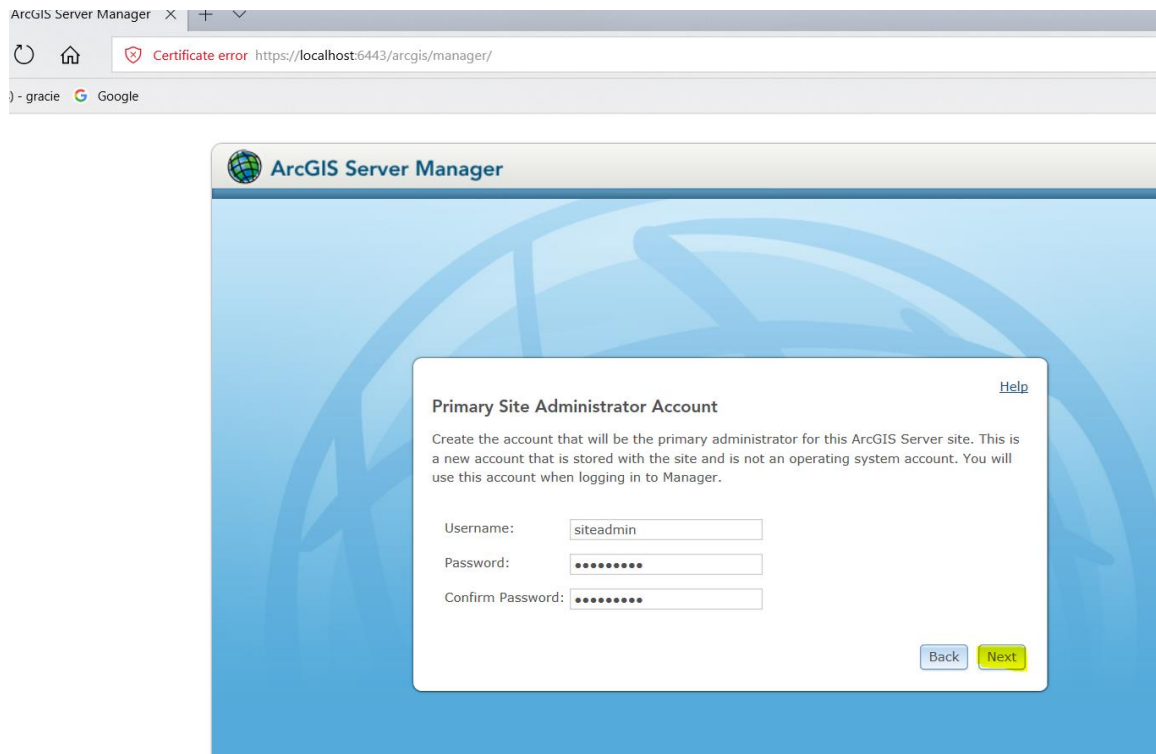 ArcGIS Server Manager
Certificate error https://localhost:6443/arcgis/manager/
) - gracie Google
ArcGIS Server Manager
Help
Primary Site Administrator Account
Create the account that will be the primary administrator for this ArcGIS Server site. This is
a new account that is stored with the site and is not an operating system account. You will
use this account when logging in to Manager.
Username: siteadmin
Password: •••••••••
Confirm Password: •••••••••
Back Next